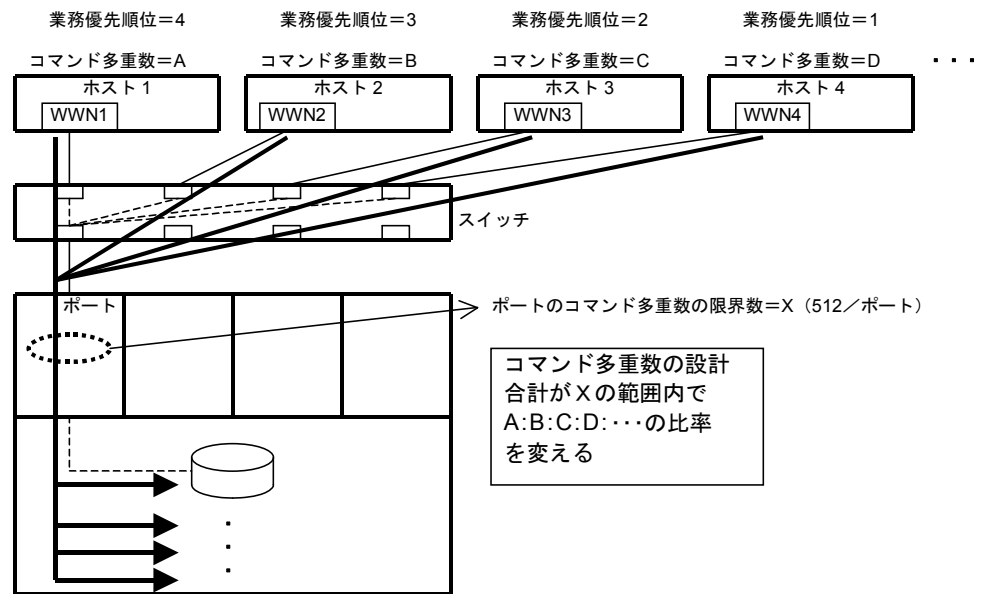 業務優先順位＝4
業務優先順位＝3
業務優先順位＝2
業務優先順位＝1
コマンド多重数＝A
コマンド多重数＝B
コマンド多重数＝C
コマンド多重数＝D
・・・
ホスト 1
ホスト 2
ホスト 3
ホスト 4
WWN1
WWN2
WWN3
WWN4
スイッチ
ポート
ポートのコマンド多重数の限界数＝X（512／ポート）
コマンド多重数の設計
合計がXの範囲内で
A:B:C:D:・・・の比率
を変える